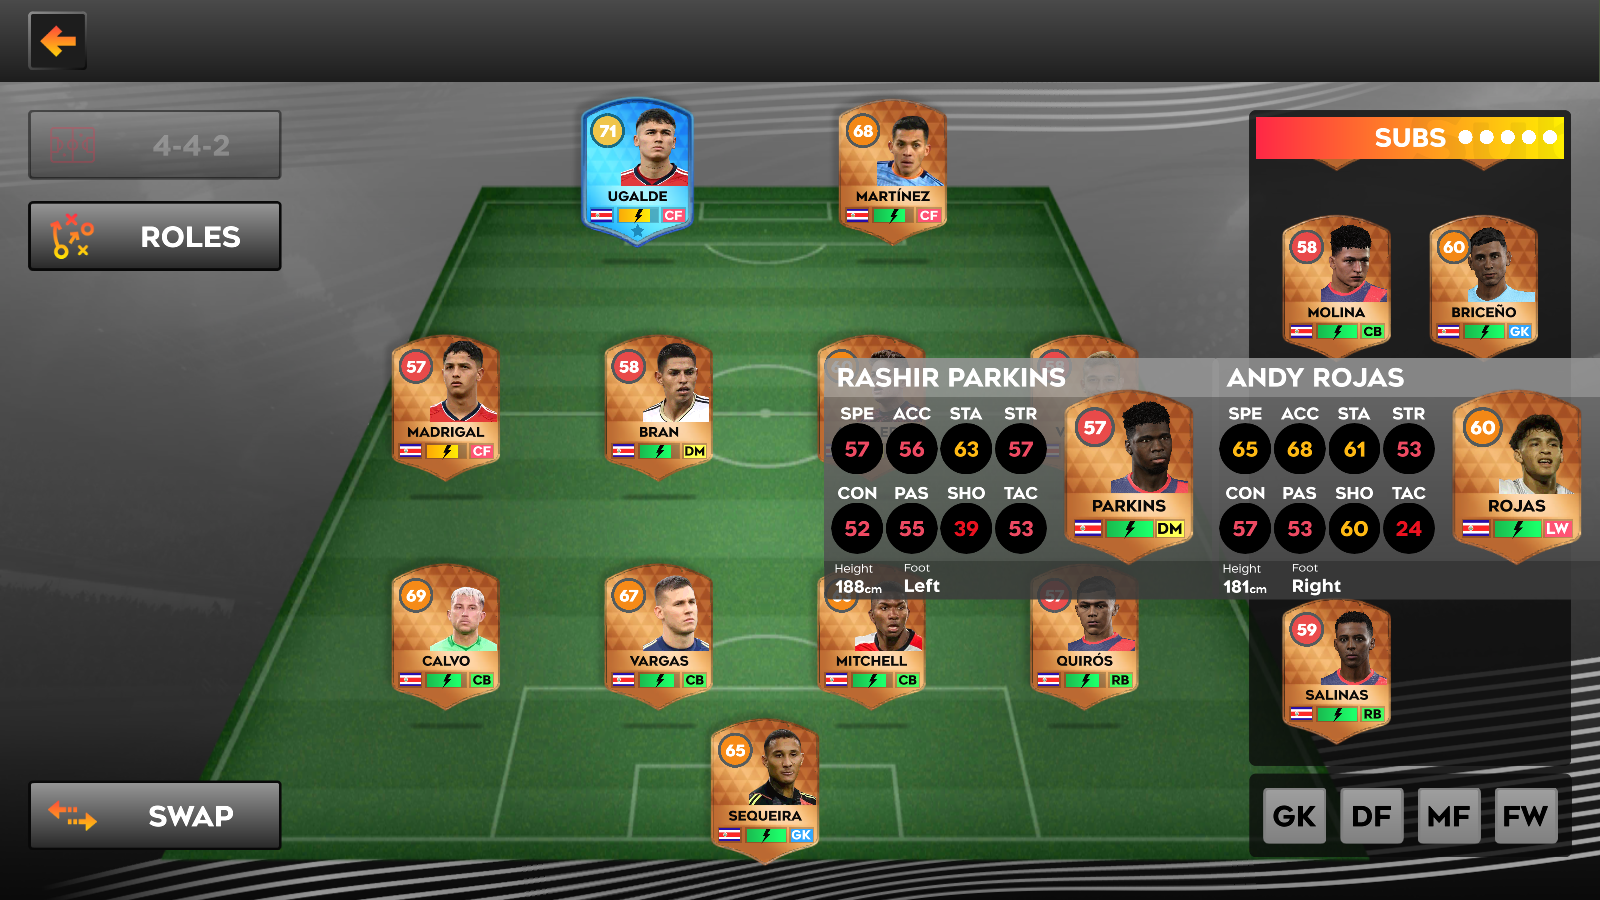 4-4-2
ROLES
SWAP
71
UGALDE
CF
68
MARTÍNEZ
CF
57
MADRIGAL
CF
58
BRAN
DM
69
CALVO
CB
67
VARGAS
CB
MITCHELL
CB
57
QUIRÓS
RB
65
SEQUEIRA
GK
RASHIR PARKINS
SPE ACC STA STR
57 56 63 57
CON PAS SHO TAC
52 55 39 53
Height Foot
188cm Left
57
PARKINS
DM
ANDY ROJAS
SPE ACC STA STR
65 68 61 53
CON PAS SHO TAC
57 53 60 24
Height Foot
181cm Right
60
ROJAS
LW
SUBS
58
MOLINA
CB
60
BRICEÑO
GK
59
SALINAS
RB
GK DF MF FW